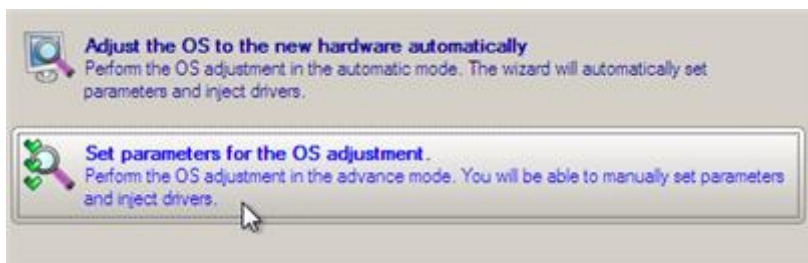 Adjust the OS to the new hardware automatically
Perform the OS adjustment in the automatic mode. The wizard will automatically set
parameters and inject drivers.
Set parameters for the OS adjustment.
Perform the OS adjustment in the advance mode. You will be able to manually set parameters
and inject drivers.